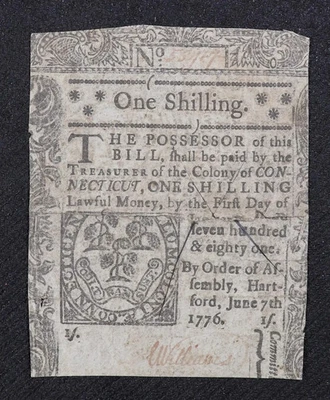 No.
One Shilling.
THE POSSESSOR of this
BILL, shall be paid by the
TREASURER of the Colony of CON-
NECTICUT, ONE SHILLING
Lawful Money, by the First Day of
seven hundred
& eighty one.
By Order of As-
sembly, Hart-
ford, June 7th
1776. 1s.
1s.
Committee